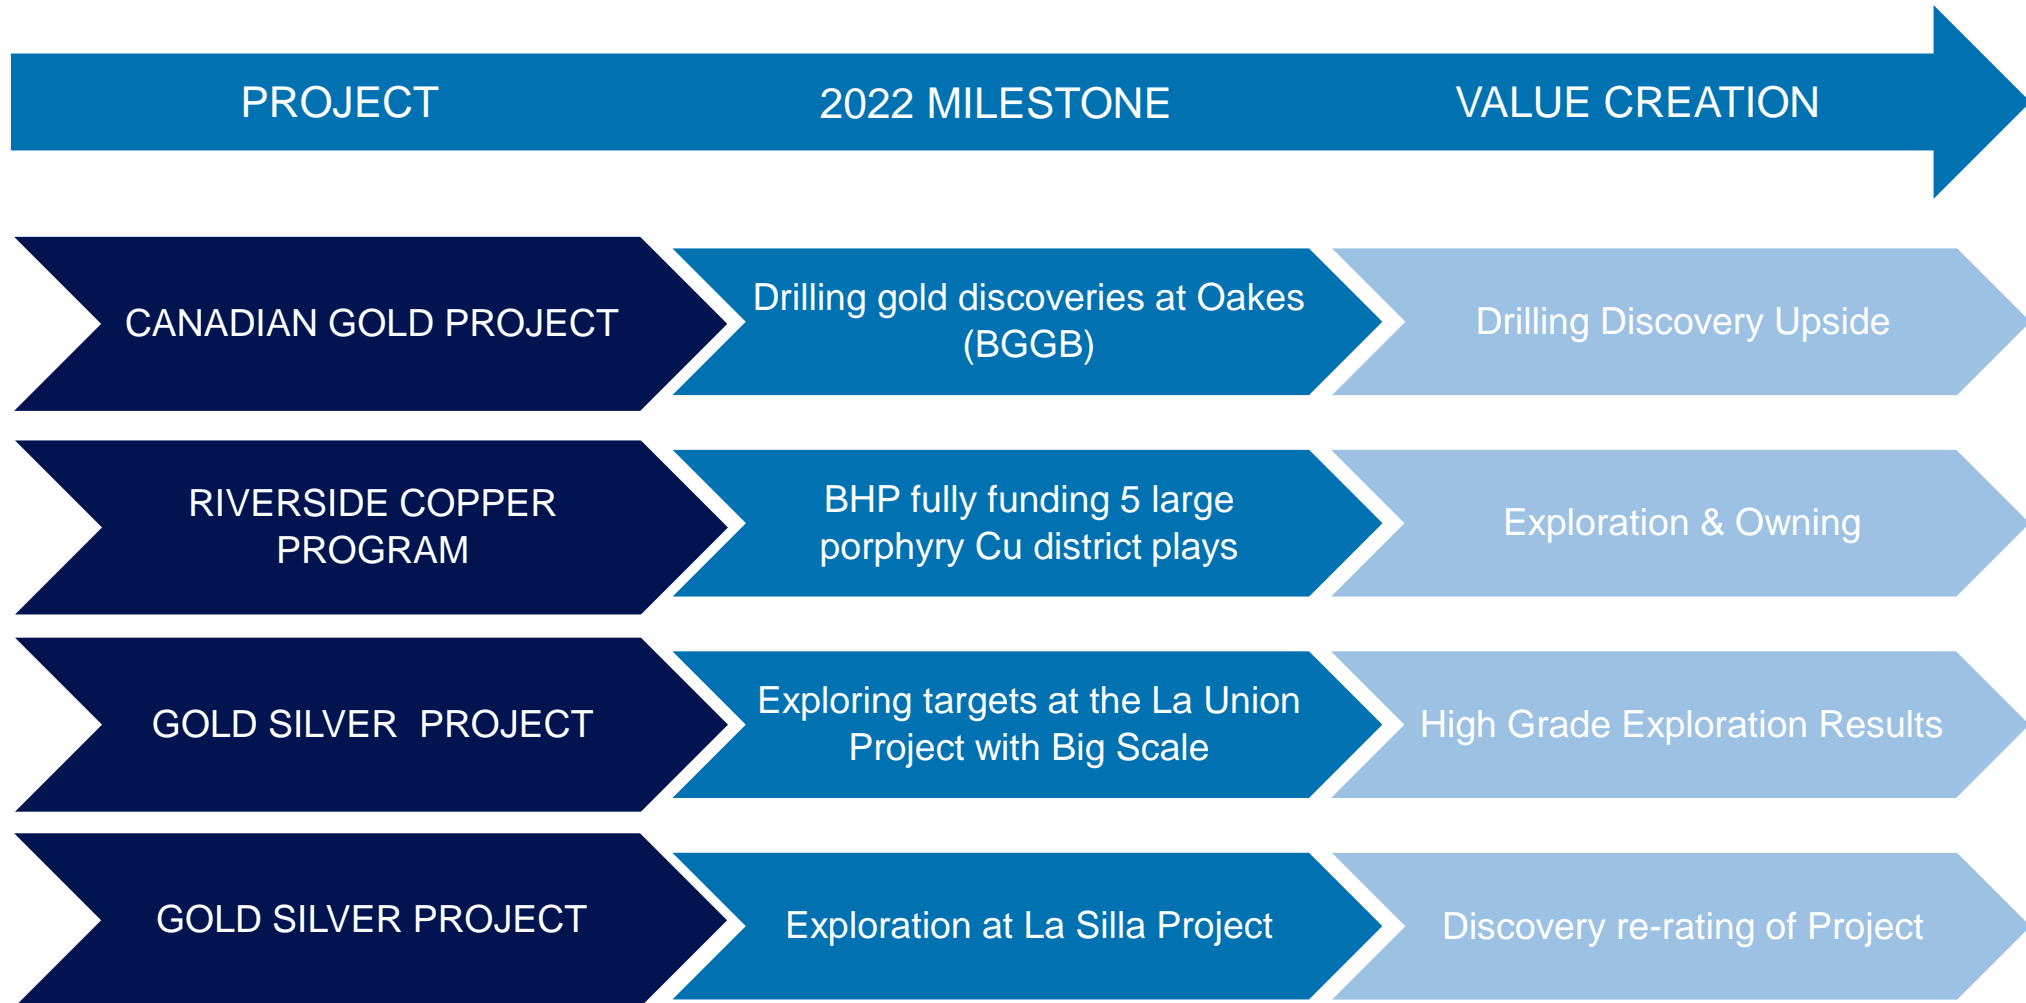 PROJECT
2022 MILESTONE
VALUE CREATION
CANADIAN GOLD PROJECT
Drilling gold discoveries at Oakes
(BGGB)
Drilling Discovery Upside
RIVERSIDE COPPER
PROGRAM
BHP fully funding 5 large
porphyry Cu district plays
Exploration & Owning
GOLD SILVER  PROJECT
Exploring targets at the La Union
Project with Big Scale
High Grade Exploration Results
GOLD SILVER PROJECT
Exploration at La Silla Project
Discovery re-rating of Project